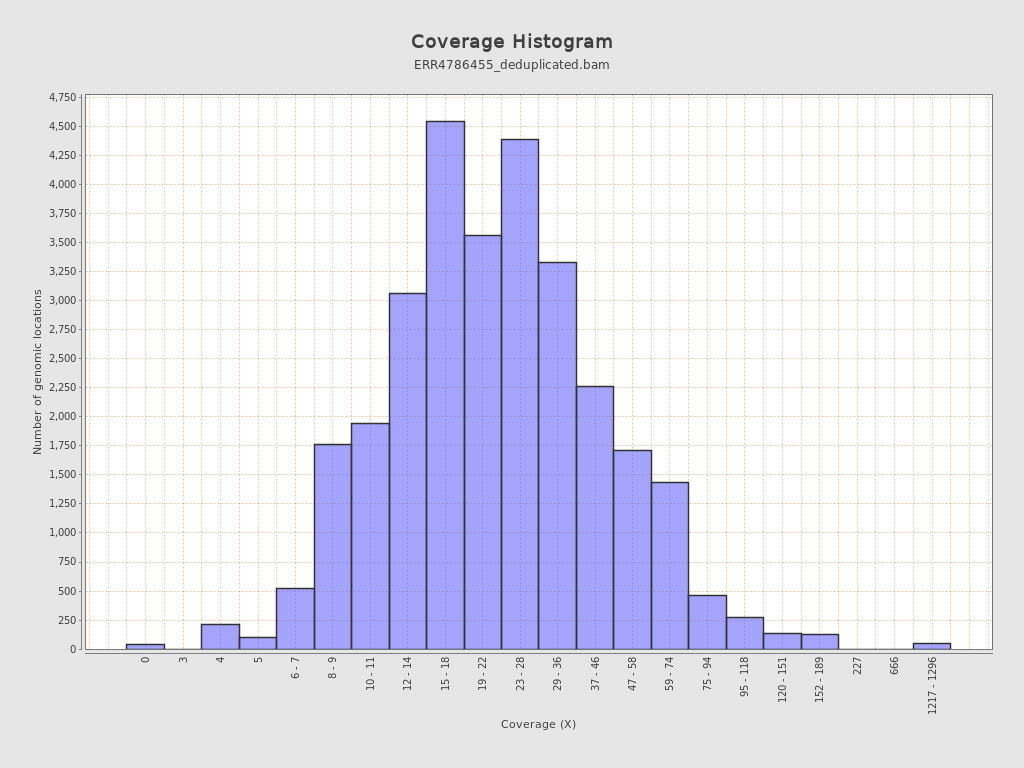 Coverage Histogram
ERR4786455_deduplicated.bam
4,750
4,500
4,250
4,000
3,750
3,500
3,250
3,000
2,750
2,500
2,250
2,000
1,750
1,500
1,250
1,000
750
500
250
0
Number of genomic locations
0
3
4
5
6 - 7
8 - 9
10 - 11
12 - 14
15 - 18
19 - 22
23 - 28
29 - 36
37 - 46
47 - 58
59 - 74
75 - 94
95 - 118
120 - 151
152 - 189
227
666
1217 - 1296
Coverage (X)